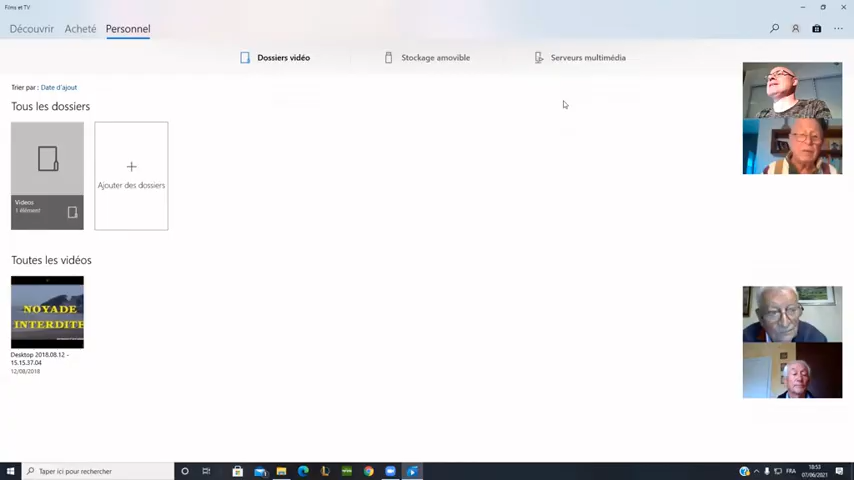 Films et TV
Découvrir Acheté Personnel
Dossiers vidéo Stockage amovible Serveurs multimédia
Trier par : Date d'ajout
Tous les dossiers
Ajouter des dossiers
Videos
1 élément
Toutes les vidéos
NOYADE
INTERDITE
Desktop 2018.08.12 -
15.15.37.04
12/08/2018
Taper ici pour rechercher
FRA
18:53
07/06/2021